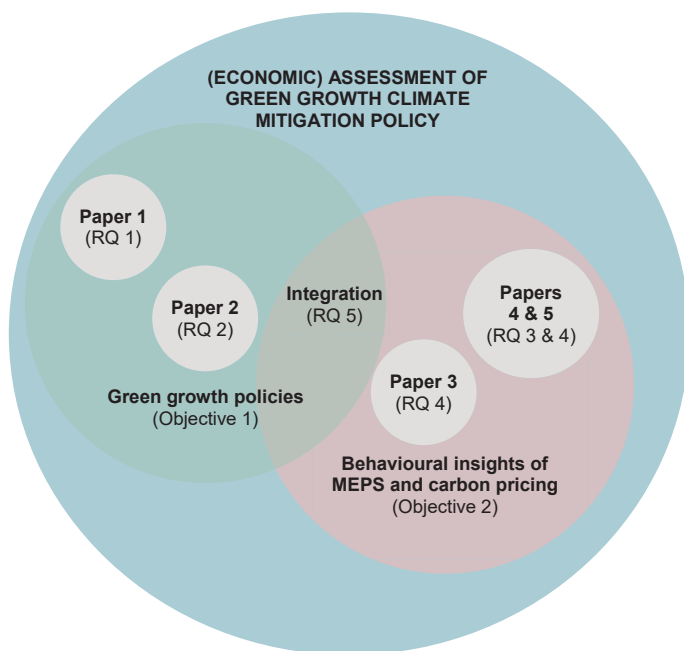 (ECONOMIC) ASSESSMENT OF
GREEN GROWTH CLIMATE
MITIGATION POLICY
Paper 1
(RQ 1)
Paper 2
(RQ 2)
Integration
(RQ 5)
Papers
4 & 5
(RQ 3 & 4)
Paper 3
(RQ 4)
Green growth policies
(Objective 1)
Behavioural insights of
MEPS and carbon pricing
(Objective 2)